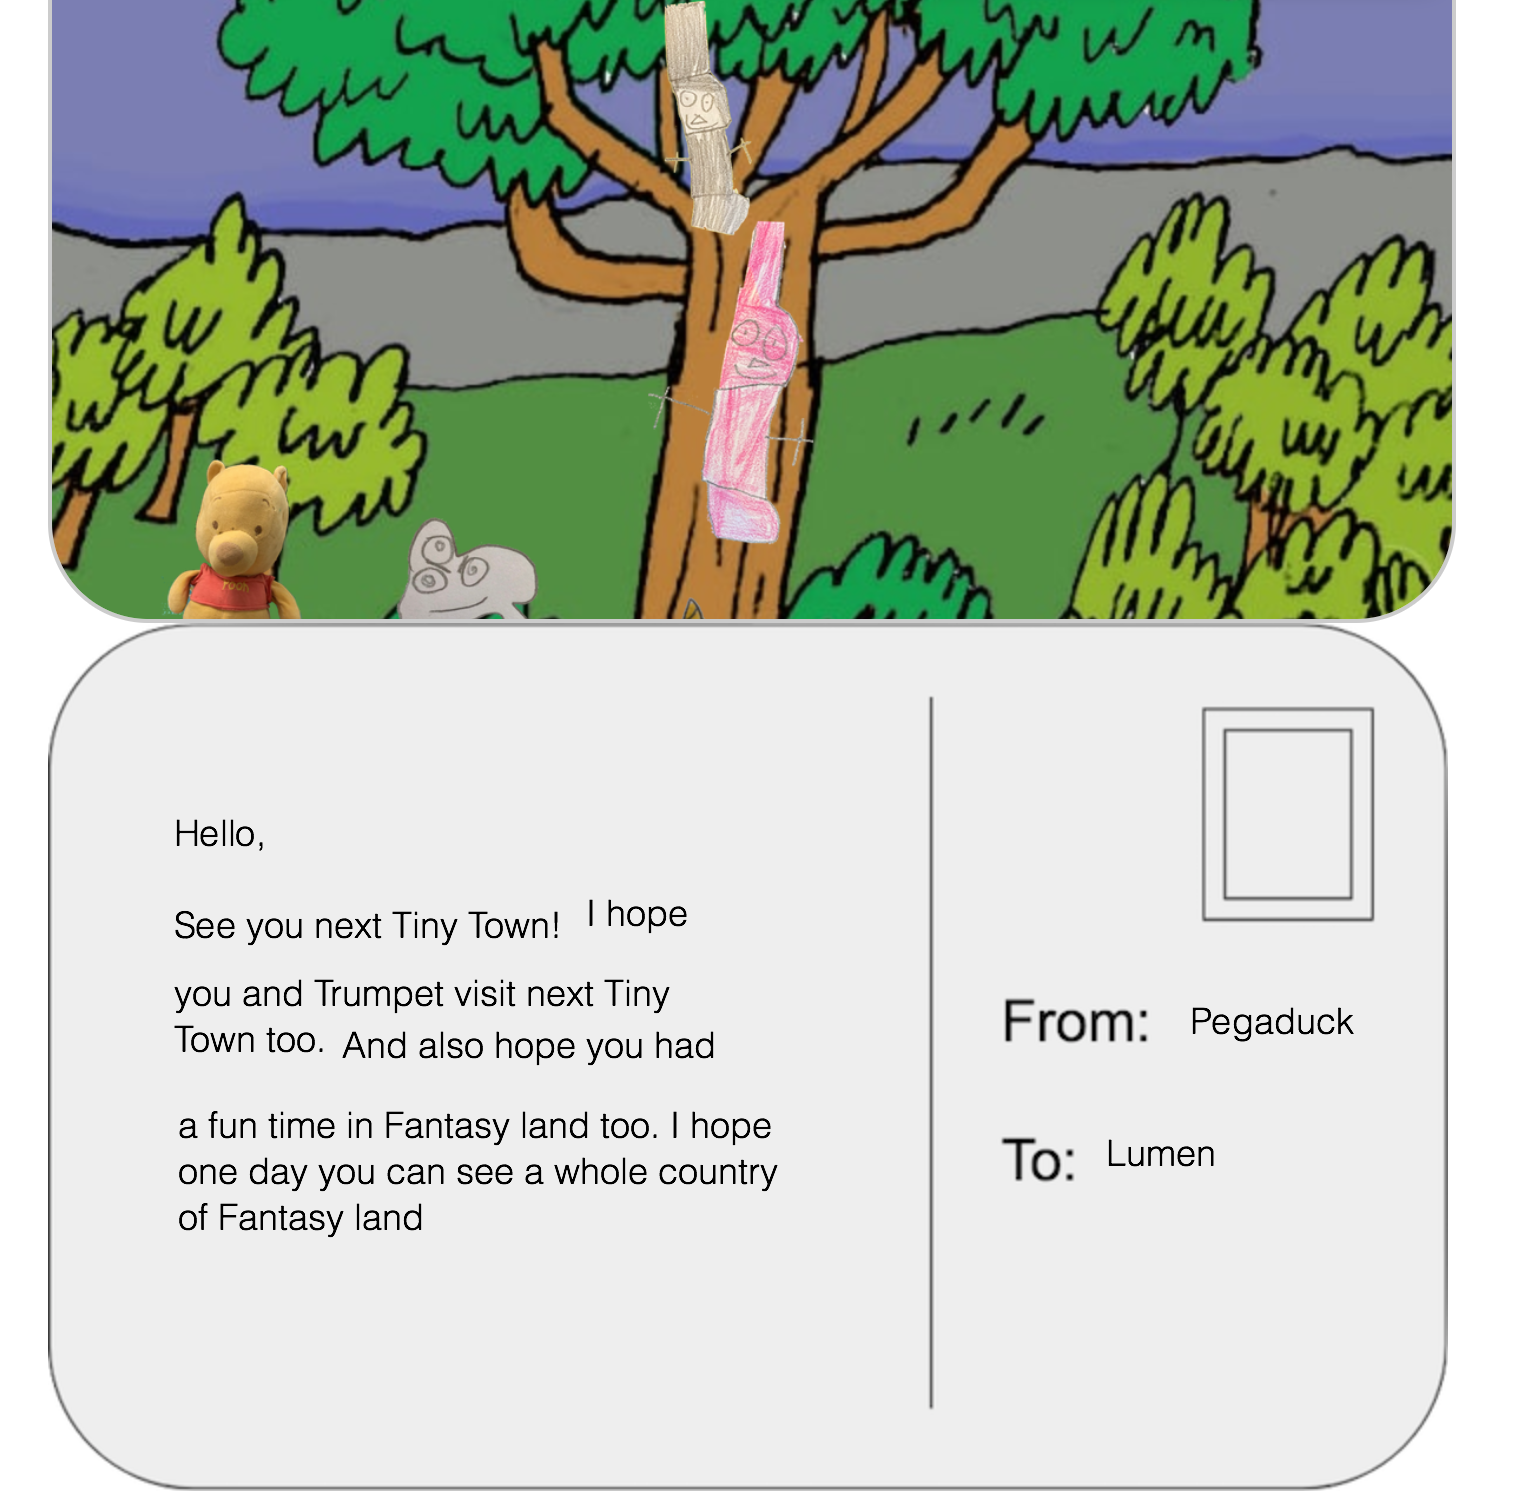 pooh
Hello,
See you next Tiny Town! I hope
you and Trumpet visit next Tiny
Town too. And also hope you had
a fun time in Fantasy land too. I hope
one day you can see a whole country
of Fantasy land
From: Pegaduck
To: Lumen